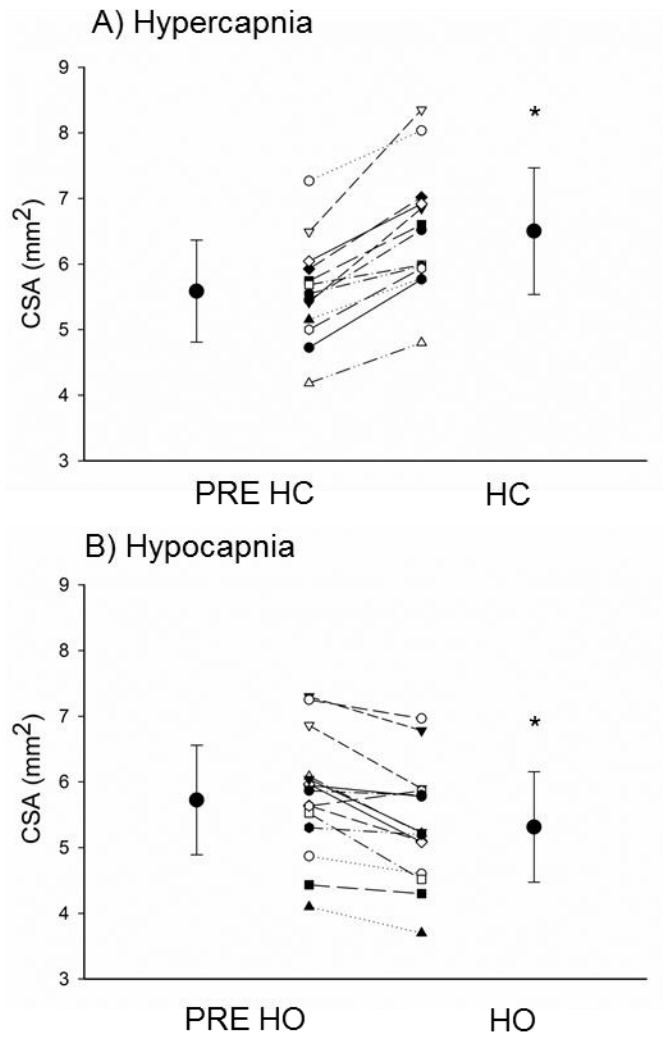 A) Hypercapnia
9
8
7
6
5
4
3
CSA (mm²)
*
PRE HC
HC
B) Hypocapnia
9
8
7
6
5
4
3
CSA (mm²)
*
PRE HO
HO